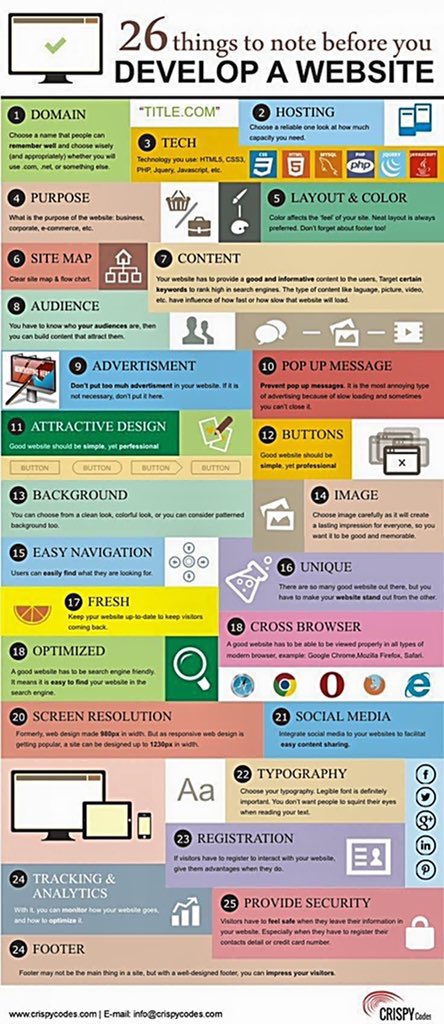 26 things to note before you
DEVELOP A WEBSITE
1 DOMAIN
Choose a name that people can
remember well and choose wisely
(and appropriately) whether you will
use .com, .net, or something else.
"TITLE.COM"
2 HOSTING
Choose a reliable one look at how much
capacity you need.
3 TECH
Technology you use: HTML5, CSS3,
PHP, Jquery, Javascript, etc.
CSS HTML MYSQL php jQuery JAVASCRIPT
4 PURPOSE
What is the purpose of the website: business,
corporate, e-commerce, etc.
5 LAYOUT & COLOR
Color affects the 'feel' of your site. Neat layout is always
preferred. Don't forget about footer too!
6 SITE MAP
Clear site map & flow chart.
7 CONTENT
Your website has to provide a good and informative content to the users, Target certain
keywords to rank high in search engines. The type of content like laguage, picture, video,
etc. have influence of how fast or how slow that website will load.
8 AUDIENCE
You have to know who your audiences are, then
you can build content that attract them.
9 ADVERTISMENT
Don't put too muh advertisment in your website. If it is
not necessary, don't put it here.
10 POP UP MESSAGE
Prevent pop up messages. It is the most annoying
type of advertising because of slow loading and sometimes
you can't close it.
11 ATTRACTIVE DESIGN
Good website should be simple, yet perfessional
BUTTON BUTTON BUTTON BUTTON
12 BUTTONS
Good website should be
simple, yet professional
13 BACKGROUND
You can choose from a clean look, colorful look, or you can consider patterned
background too.
14 IMAGE
Choose image carefully as it will create
a lasting impression for everyone, so you
want it to be good and memorable.
15 EASY NAVIGATION
Users can easily find what they are looking for.
16 UNIQUE
There are so many good website out there, but you
have to make your website stand out from the other.
17 FRESH
Keep your website up-to-date to keep visitors
coming back.
18 CROSS BROWSER
A good website has to be able to be viewed properly in all types of
modern browser, example: Google Chrome,Mozilla Firefox, Safari.
18 OPTIMIZED
A good website has to be search engine friendly.
It means it is easy to find your website in the
search engine.
20 SCREEN RESOLUTION
Formerly, web design made 980px in width. But as responsive web design is
getting popular, a site can be designed up to 1230px in width.
21 SOCIAL MEDIA
Integrate social media to your websites to facilitat
easy content sharing.
Aa
22 TYPOGRAPHY
Choose your typography. Legible font is definitely
important. You don't want people to squint their eyes
when reading your text.
23 REGISTRATION
If visitors have to register to interact with your website,
give them advantages when they do.
24 TRACKING &
ANALYTICS
With it, you can monitor how your website goes,
and how to optimize it.
25 PROVIDE SECURITY
Visitors have to feel safe when they leave their information in
your website. Especially when they have to register their
contacts detail or credit card number.
24 FOOTER
Footer may not be the main thing in a site, but with a well-designed footer, you can impress your visitors.
www.crispycodes.com | E-mail: info@crispycodes.com
CRISPY Codes